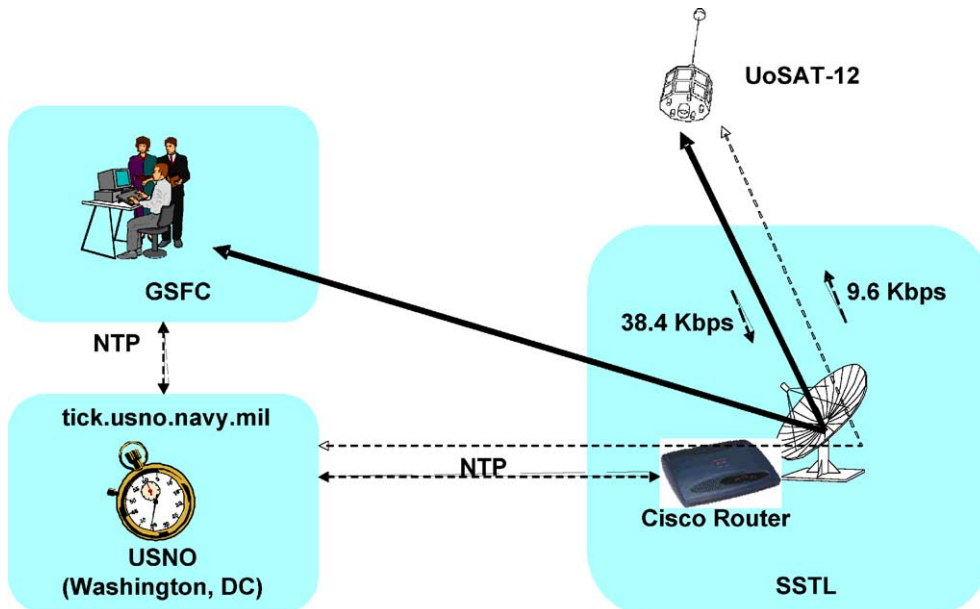 UoSAT-12
GSFC
9.6 Kbps
38.4 Kbps
NTP
tick.usno.navy.mil
NTP
Cisco Router
USNO
(Washington, DC)
SSTL